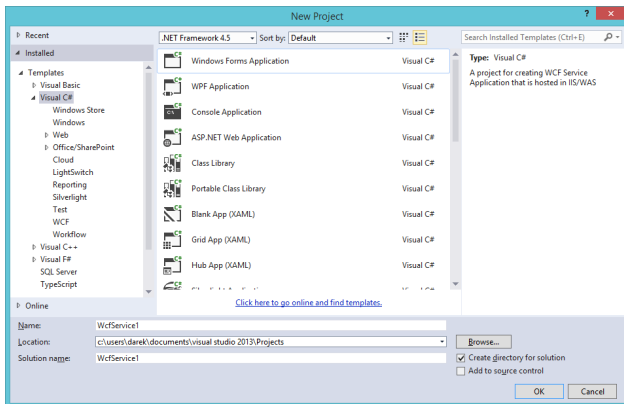 New Project
? ×
Recent
.NET Framework 4.5 Sort by: Default
Search Installed Templates (Ctrl+E)
Installed
Templates
Visual Basic
Visual C#
Windows Store
Windows
Web
Office/SharePoint
Cloud
LightSwitch
Reporting
Silverlight
Test
WCF
Workflow
Visual C++
Visual F#
SQL Server
TypeScript
Online
Windows Forms Application Visual C#
WPF Application Visual C#
Console Application Visual C#
ASP.NET Web Application Visual C#
Class Library Visual C#
Portable Class Library Visual C#
Blank App (XAML) Visual C#
Grid App (XAML) Visual C#
Hub App (XAML) Visual C#
Click here to go online and find templates.
Type: Visual C#
A project for creating WCF Service
Application that is hosted in IIS/WAS
Name: WcfService1
Location: c:\users\darek\documents\visual studio 2013\Projects
Browse...
Solution name: WcfService1
Create directory for solution
Add to source control
OK Cancel